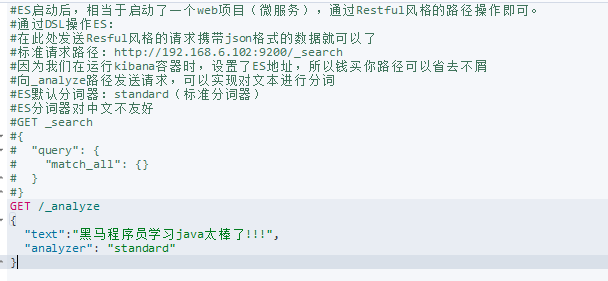 #ES启动后，相当于启动了一个web项目（微服务），通过Restful风格的路径操作即可。
#通过DSL操作ES：
#在此处发送Resful风格的请求携带json格式的数据就可以了
#标准请求路径：http://192.168.6.102:9200/_search
#因为我们在运行kibana容器时，设置了ES地址，所以钱买你路径可以省去不屑
#向_analyze路径发送请求，可以实现对文本进行分词
#ES默认分词器：standard（标准分词器）
#ES分词器对中文不友好
#GET _search
#{
#  "query": {
#    "match_all": {}
#  }
#}
GET /_analyze
{
  "text":"黑马程序员学习java太棒了!!!",
  "analyzer": "standard"
}